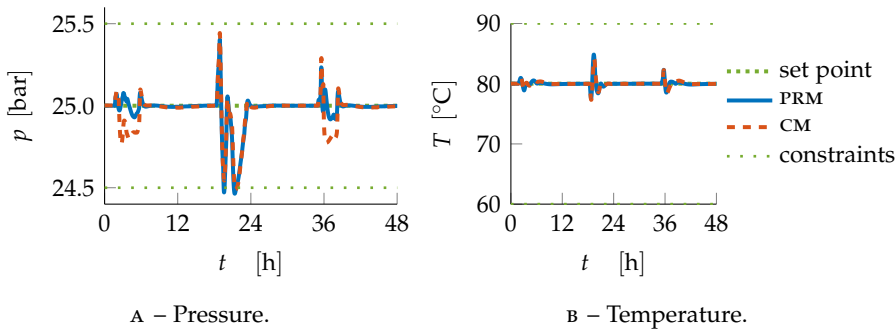 25.5
25.0
24.5
p [bar]
0
12
24
36
48
t [h]
A – Pressure.
90
80
70
60
T [°C]
0
12
24
36
48
t [h]
B – Temperature.
set point
PRM
CM
constraints